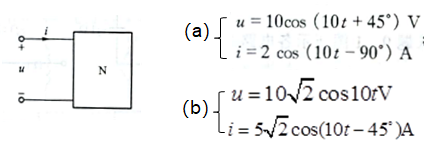 i
+
u
N
−
(a) { u = 10cos (10t + 45°) V
i = 2 cos (10t − 90°) A
(b) { u = 10√2 cos10tV
i = 5√2 cos(10t − 45°)A